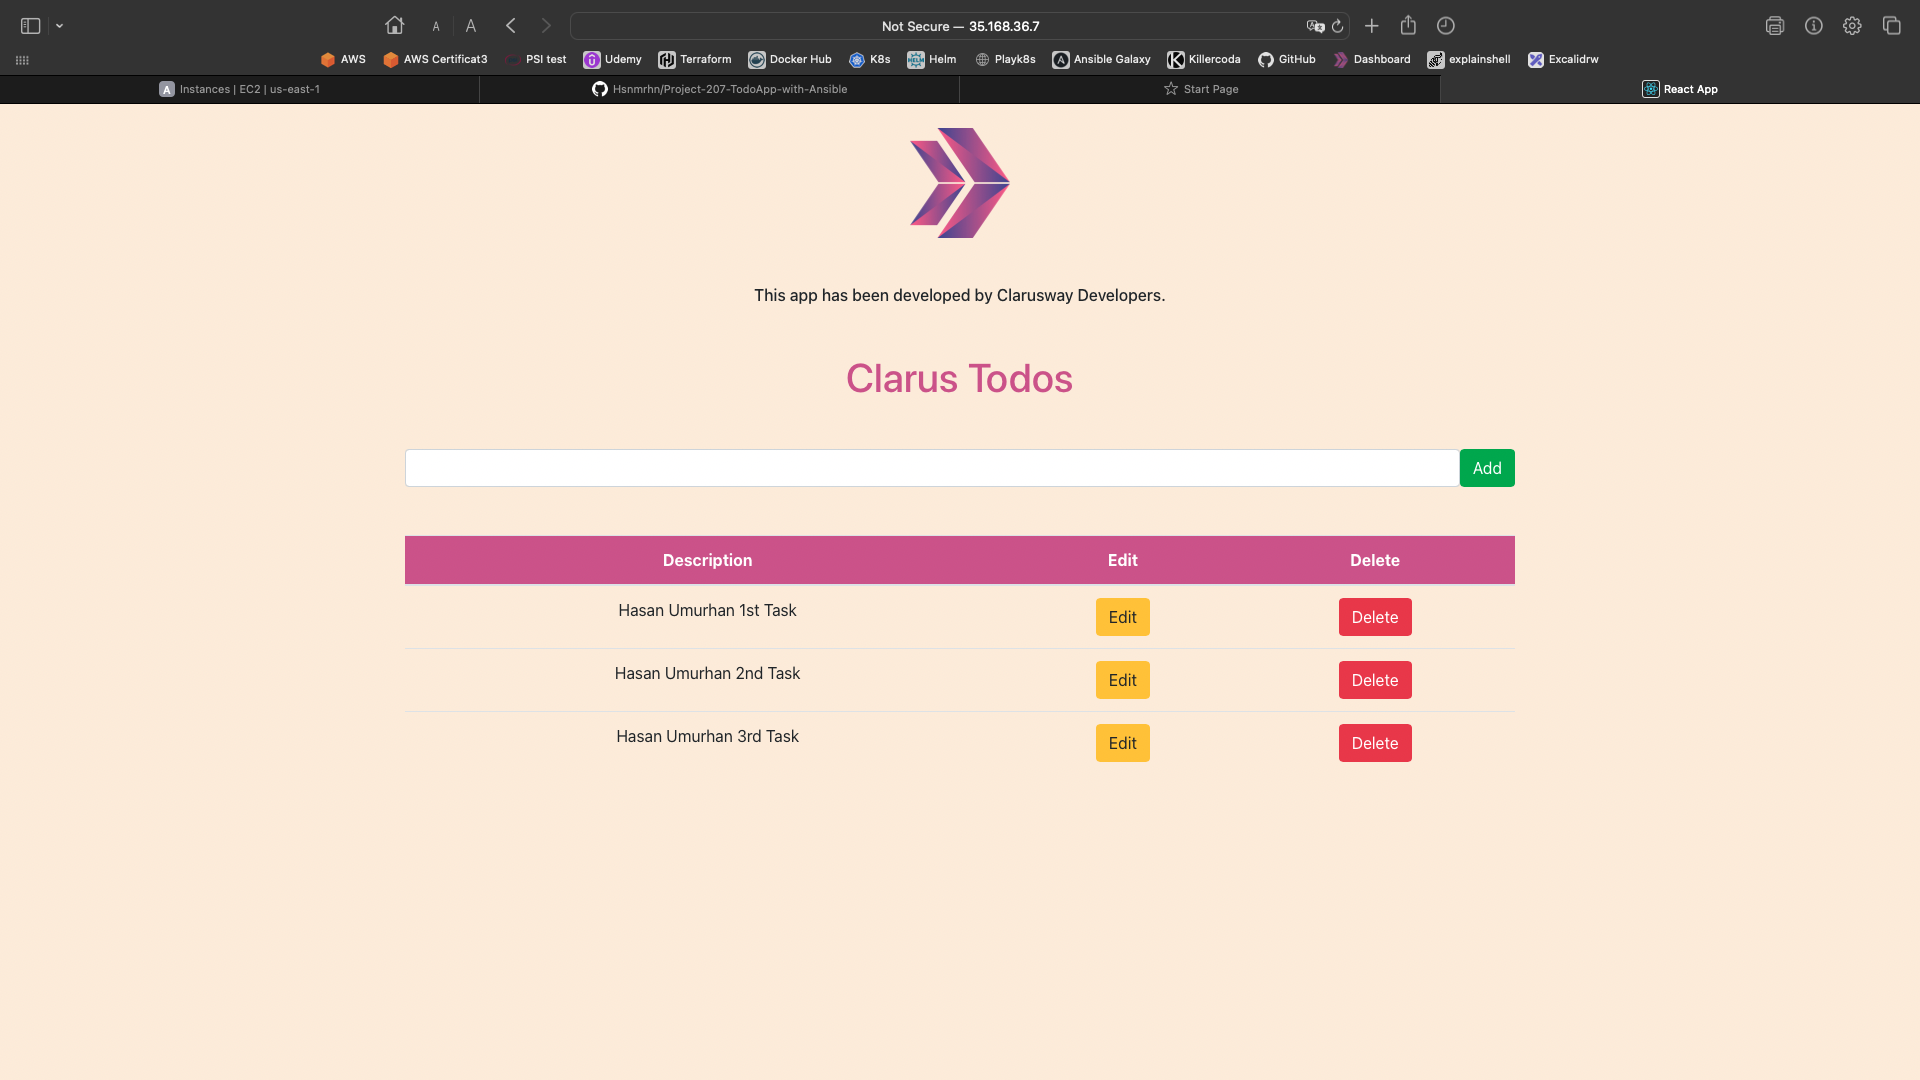 A A Not Secure — 35.168.36.7
AWS AWS Certificat3 PSI test Udemy Terraform Docker Hub K8s Helm Playk8s Ansible Galaxy Killercoda GitHub Dashboard explainshell Excalidrw
A Instances | EC2 | us-east-1 Hsnmrhn/Project-207-TodoApp-with-Ansible Start Page React App
This app has been developed by Clarusway Developers.
Clarus Todos
Add
Description Edit Delete
Hasan Umurhan 1st Task Edit Delete
Hasan Umurhan 2nd Task Edit Delete
Hasan Umurhan 3rd Task Edit Delete